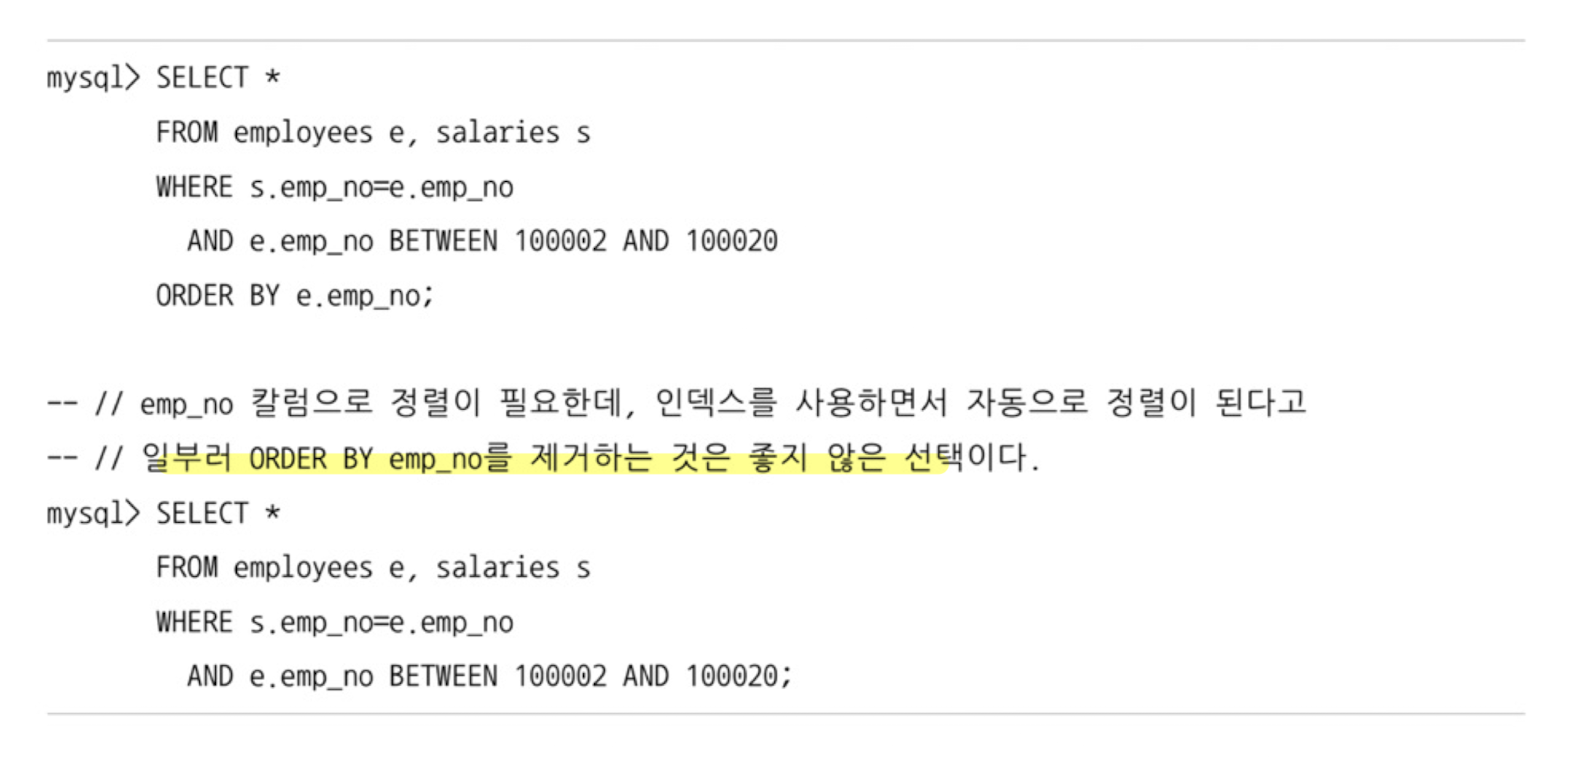 mysql> SELECT *
FROM employees e, salaries s
WHERE s.emp_no=e.emp_no
AND e.emp_no BETWEEN 100002 AND 100020
ORDER BY e.emp_no;
-- // emp_no 칼럼으로 정렬이 필요한데, 인덱스를 사용하면서 자동으로 정렬이 된다고
-- // 일부러 ORDER BY emp_no를 제거하는 것은 좋지 않은 선택이다.
mysql> SELECT *
FROM employees e, salaries s
WHERE s.emp_no=e.emp_no
AND e.emp_no BETWEEN 100002 AND 100020;